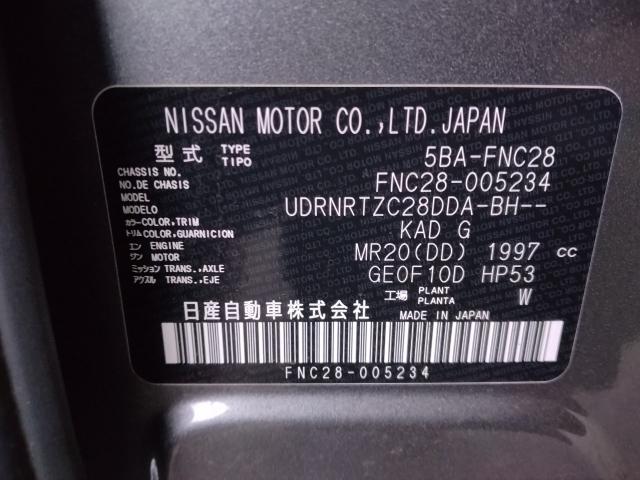 NISSAN MOTOR CO.,LTD.JAPAN
型式 TYPE TIPO 5BA-FNC28
CHASSIS NO.
NO.DE CHASIS FNC28-005234
MODEL
MODELO UDRNRTZC28DDA-BH--
カラー COLOR,TRIM
トリム COLOR,GUARNICION KAD G
エン ENGINE
ジン MOTOR MR20(DD) 1997 cc
ミッション TRANS.,AXLE
アクスル TRANS.,EJE GE0F10D HP53
工場 PLANT PLANTA W
日産自動車株式会社 MADE IN JAPAN
FNC28-005234